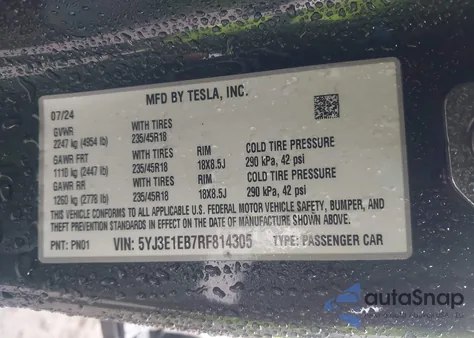 MFD BY TESLA, INC.
07/24
GVWR WITH TIRES
2247 kg (4954 lb) 235/45R18
GAWR FRT WITH TIRES RIM COLD TIRE PRESSURE
1110 kg (2447 lb) 235/45R18 18X8.5J 290 kPa, 42 psi
GAWR RR WITH TIRES RIM COLD TIRE PRESSURE
1260 kg (2778 lb) 235/45R18 18X8.5J 290 kPa, 42 psi
THIS VEHICLE CONFORMS TO ALL APPLICABLE U.S. FEDERAL MOTOR VEHICLE SAFETY, BUMPER, AND
THEFT PREVENTION STANDARDS IN EFFECT ON THE DATE OF MANUFACTURE SHOWN ABOVE.
PNT: PN01 VIN: 5YJ3E1EB7RF814305 TYPE: PASSENGER CAR
autaSnap